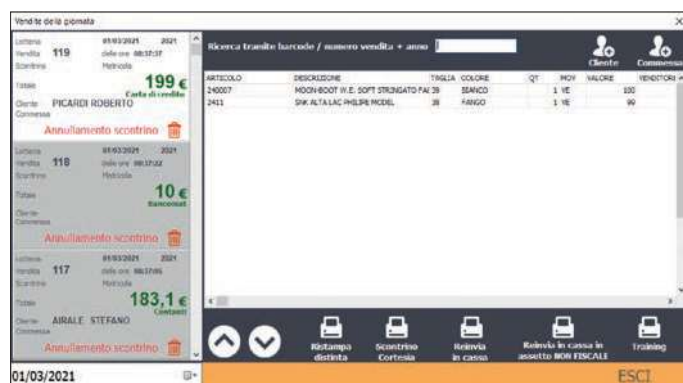 Vendite della giornata
Lotteria 01/03/2021 2021
Vendita 119 delle ore 08:37:37
Scontrino Matricola
Totale 199 €
Carta di credito
Cliente PICARDI ROBERTO
Commessa
Annullamento scontrino
Lotteria 01/03/2021 2021
Vendita 118 delle ore 08:37:22
Scontrino Matricola
Totale 10 €
Bancomat
Cliente
Commessa
Annullamento scontrino
Lotteria 01/03/2021 2021
Vendita 117 delle ore 08:37:06
Scontrino Matricola
Totale 183,1 €
Contanti
Cliente AIRALE STEFANO
Commessa
Annullamento scontrino
01/03/2021
Ricerca tramite barcode / numero vendita + anno
Cliente Commessa
ARTICOLO DESCRIZIONE TAGLIA COLORE QT MOV VALORE VENDITORE
240007 MOON-BOOT W.E. SOFT STRINGATO 39 BIANCO 1 VE 100
2411 SNK ALTA LAC PHILIPE MODEL 38 FANGO 1 VE 99
Ristampa distinta
Scontrino Cortesia
Reinvia in cassa
Reinvia in cassa in assetto NON FISCALE
Training
ESCI